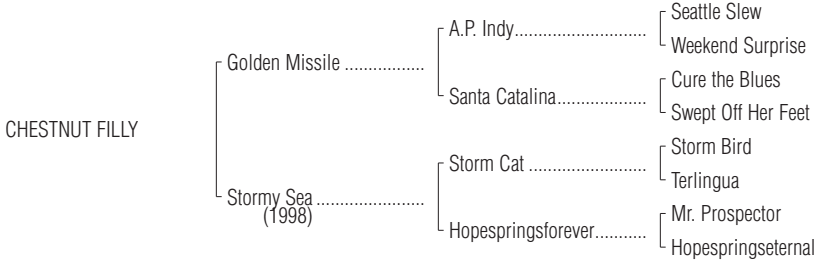 Seattle Slew
A.P. Indy..............................
Weekend Surprise
Golden Missile .................
Cure the Blues
Santa Catalina....................
Swept Off Her Feet
CHESTNUT FILLY
Storm Bird
Storm Cat ..........................
Terlingua
Stormy Sea .......................
(1998)
Mr. Prospector
Hopespringsforever...........
Hopespringseternal